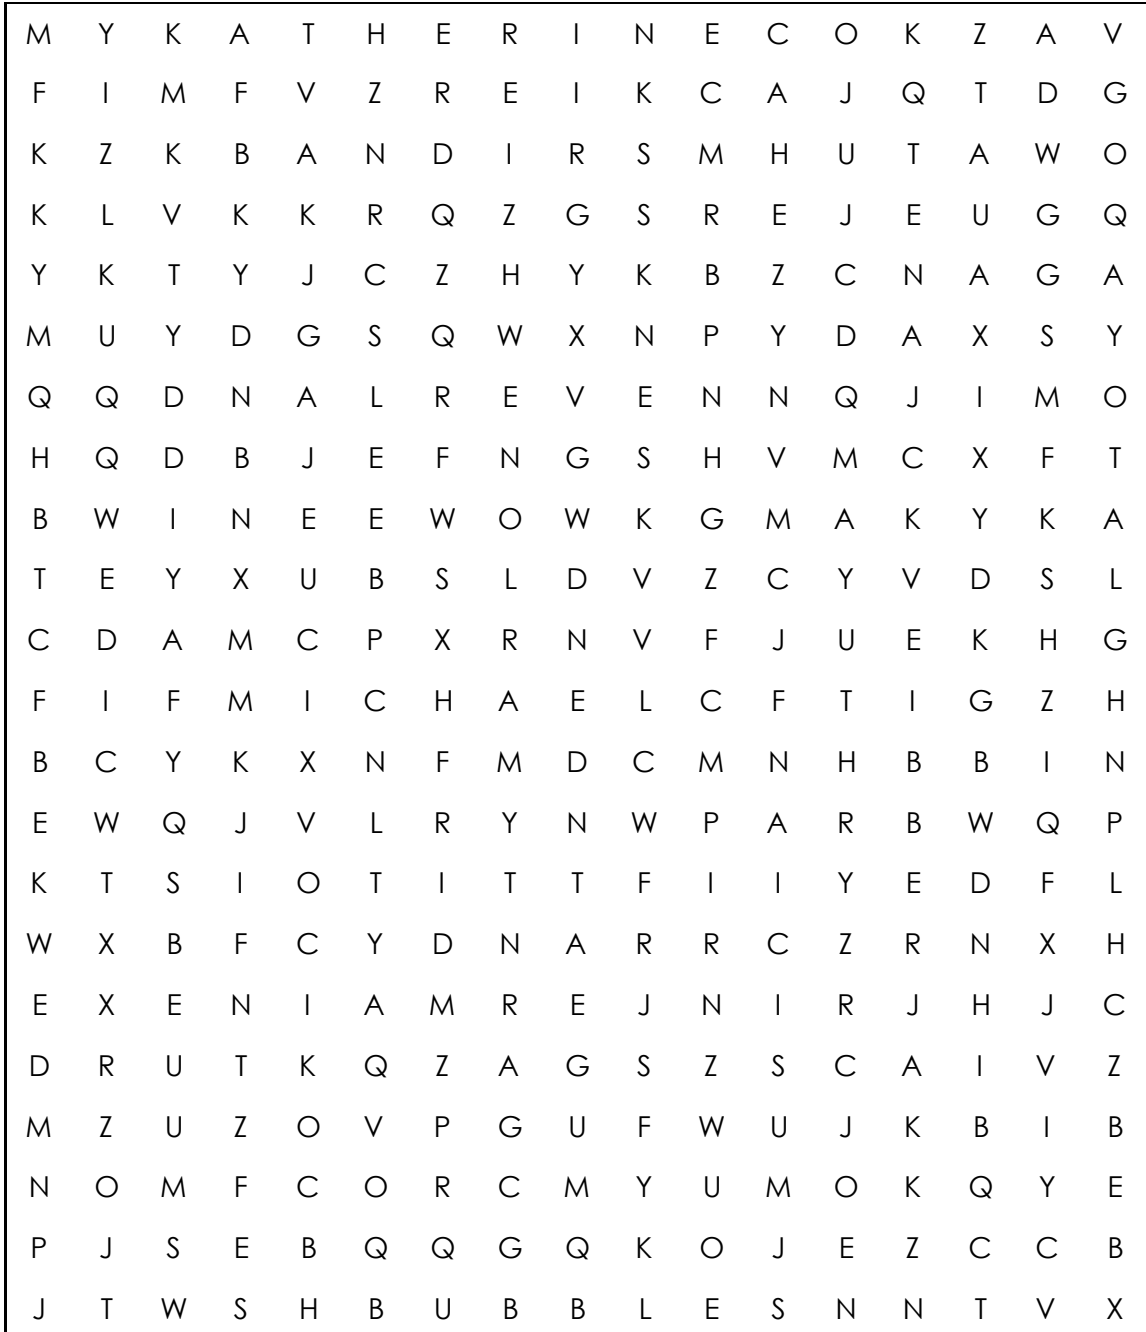 M Y K A T H E R I N E C O K Z A V
F I M F V Z R E I K C A J Q T D G
K Z K B A N D I R S M H U T A W O
K L V K K R Q Z G S R E J E U G Q
Y K T Y J C Z H Y K B Z C N A G A
M U Y D G S Q W X N P Y D A X S Y
Q Q D N A L R E V E N N Q J I M O
H Q D B J E F N G S H V M C X F T
B W I N E E W O W K G M A K Y K A
T E Y X U B S L D V Z C Y V D S L
C D A M C P X R N V F J U E K H G
F I F M I C H A E L C F T I G Z H
B C Y K X N F M D C M N H B B I N
E W Q J V L R Y N W P A R B W Q P
K T S I O T I T T F I I Y E D F L
W X B F C Y D N A R R C Z R N X H
E X E N I A M R E J N I R J H J C
D R U T K Q Z A G S Z S C A I V Z
M Z U Z O V P G U F W U J K B I B
N O M F C O R C M Y U M O K Q Y E
P J S E B Q Q G Q K O J E Z C C B
J T W S H B U B B L E S N N T V X